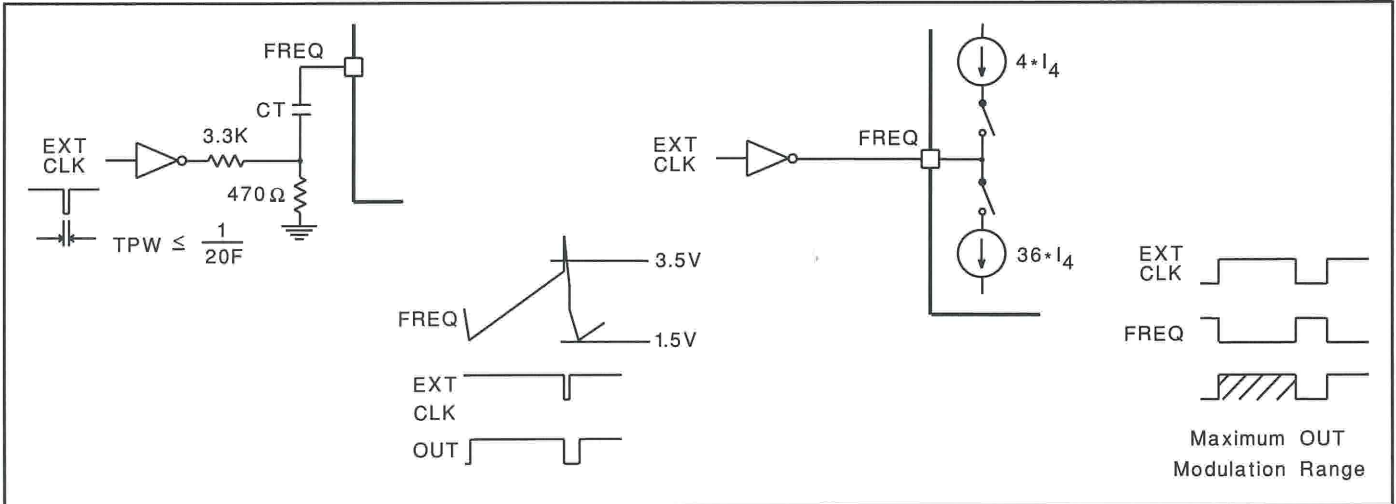 FREQ
CT
3.3K
EXT
CLK
470 Ω
TPW ≤ 1/20F
FREQ
3.5V
1.5V
EXT
CLK
OUT
4*I4
EXT
CLK
FREQ
36*I4
EXT
CLK
FREQ
Maximum OUT
Modulation Range